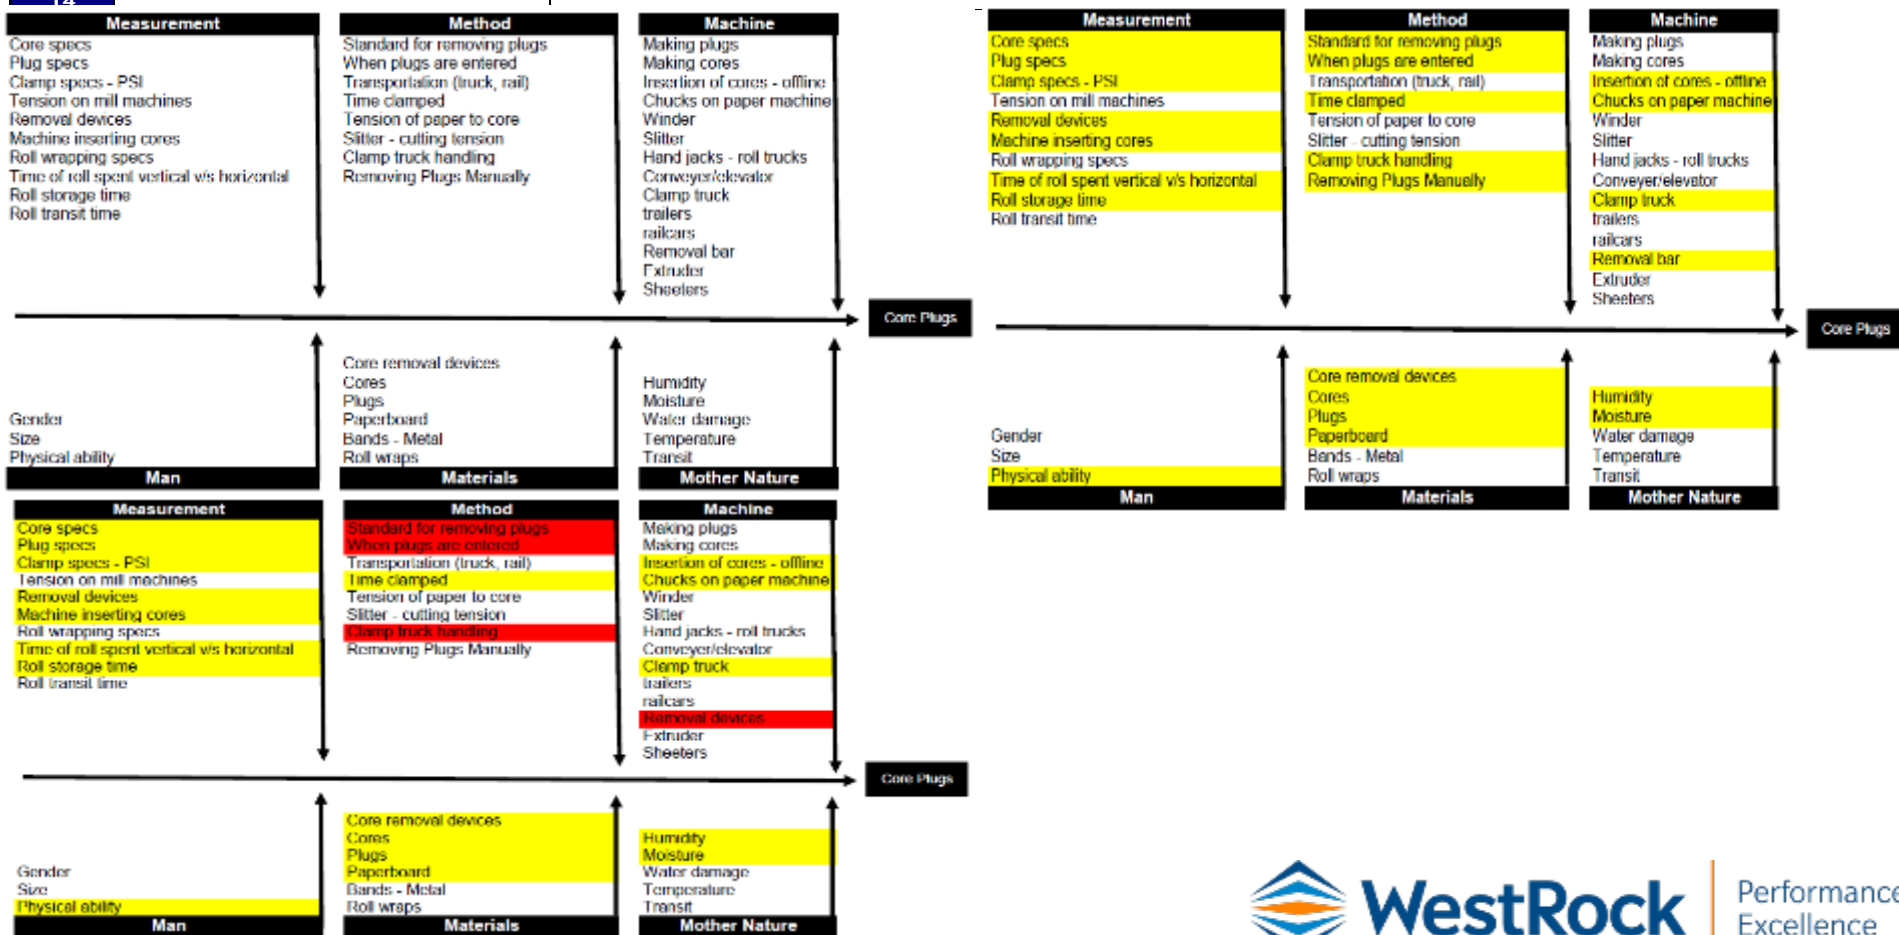 14
Measurement
Core specs
Plug specs
Clamp specs - PSI
Tension on mill machines
Removal devices
Machine inserting cores
Roll wrapping specs
Time of roll spent vertical v/s horizontal
Roll storage time
Roll transit time
Method
Standard for removing plugs
When plugs are entered
Transportation (truck, rail)
Time clamped
Tension of paper to core
Slitter - cutting tension
Clamp truck handling
Removing Plugs Manually
Machine
Making plugs
Making cores
Insertion of cores - offline
Chucks on paper machine
Winder
Slitter
Hand jacks - roll trucks
Conveyer/elevator
Clamp truck
trailers
railcars
Removal bar
Extruder
Sheeters
Core Plugs
Gender
Size
Physical ability
Man
Core removal devices
Cores
Plugs
Paperboard
Bands - Metal
Roll wraps
Materials
Humidity
Moisture
Water damage
Temperature
Transit
Mother Nature
Measurement
Core specs
Plug specs
Clamp specs - PSI
Tension on mill machines
Removal devices
Machine inserting cores
Roll wrapping specs
Time of roll spent vertical v/s horizontal
Roll storage time
Roll transit time
Method
Standard for removing plugs
When plugs are entered
Transportation (truck, rail)
Time clamped
Tension of paper to core
Slitter - cutting tension
Clamp truck handling
Removing Plugs Manually
Machine
Making plugs
Making cores
Insertion of cores - offline
Chucks on paper machine
Winder
Slitter
Hand jacks - roll trucks
Conveyer/elevator
Clamp truck
trailers
railcars
Removal bar
Extruder
Sheeters
Core Plugs
Gender
Size
Physical ability
Man
Core removal devices
Cores
Plugs
Paperboard
Bands - Metal
Roll wraps
Materials
Humidity
Moisture
Water damage
Temperature
Transit
Mother Nature
Measurement
Core specs
Plug specs
Clamp specs - PSI
Tension on mill machines
Removal devices
Machine inserting cores
Roll wrapping specs
Time of roll spent vertical v/s horizontal
Roll storage time
Roll transit time
Method
Standard for removing plugs
When plugs are entered
Transportation (truck, rail)
Time clamped
Tension of paper to core
Slitter - cutting tension
Clamp truck handling
Removing Plugs Manually
Machine
Making plugs
Making cores
Insertion of cores - offline
Chucks on paper machine
Winder
Slitter
Hand jacks - roll trucks
Conveyer/elevator
Clamp truck
trailers
railcars
Removal devices
Extruder
Sheeters
Core Plugs
Gender
Size
Physical ability
Man
Core removal devices
Cores
Plugs
Paperboard
Bands - Metal
Roll wraps
Materials
Humidity
Moisture
Water damage
Temperature
Transit
Mother Nature
WestRock
Performance
Excellence